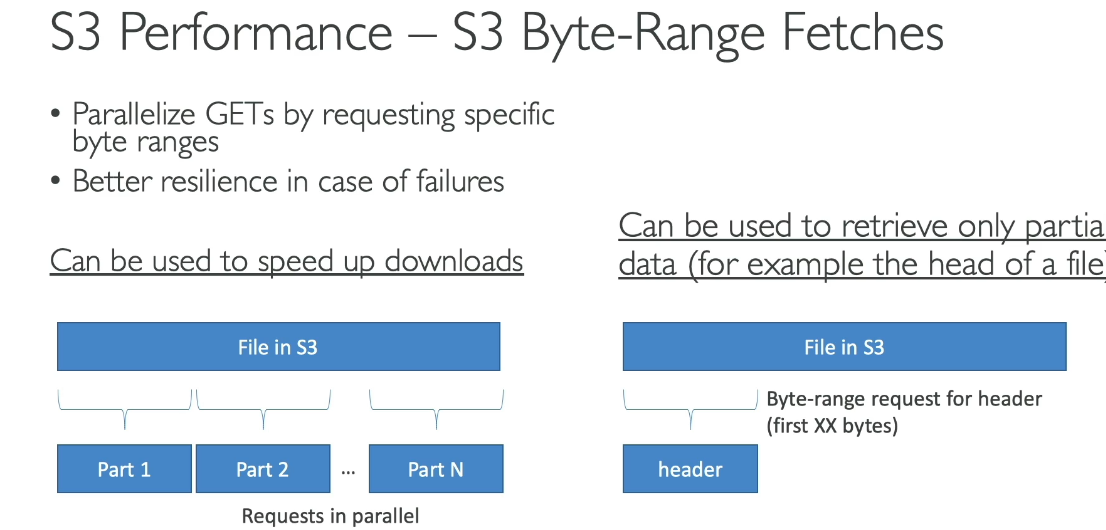 S3 Performance – S3 Byte-Range Fetches
• Parallelize GETs by requesting specific
byte ranges
• Better resilience in case of failures
Can be used to speed up downloads
File in S3
Part 1
Part 2
...
Part N
Requests in parallel
Can be used to retrieve only partia
data (for example the head of a file)
File in S3
Byte-range request for header
(first XX bytes)
header